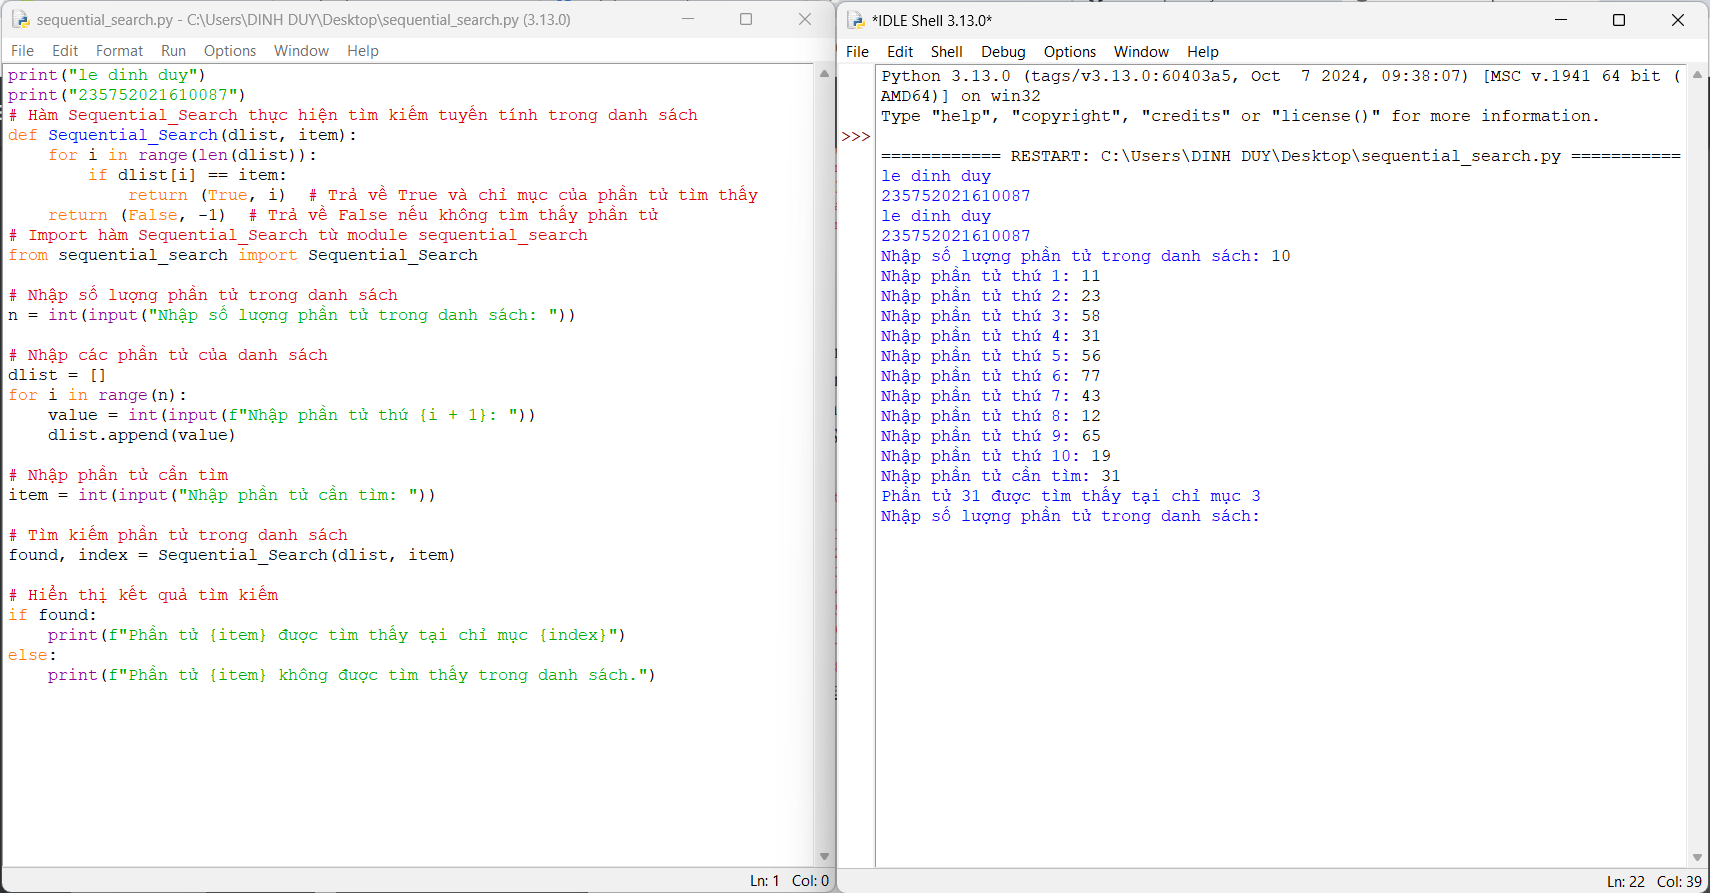 sequential_search.py - C:\Users\DINH DUY\Desktop\sequential_search.py (3.13.0)
File Edit Format Run Options Window Help
print("le dinh duy")
print("235752021610087")
# Hàm Sequential_Search thực hiện tìm kiếm tuyến tính trong danh sách
def Sequential_Search(dlist, item):
    for i in range(len(dlist)):
        if dlist[i] == item:
            return (True, i)  # Trả về True và chỉ mục của phần tử tìm thấy
    return (False, -1)  # Trả về False nếu không tìm thấy phần tử
# Import hàm Sequential_Search từ module sequential_search
from sequential_search import Sequential_Search
# Nhập số lượng phần tử trong danh sách
n = int(input("Nhập số lượng phần tử trong danh sách: "))
# Nhập các phần tử của danh sách
dlist = []
for i in range(n):
    value = int(input(f"Nhập phần tử thứ {i + 1}: "))
    dlist.append(value)
# Nhập phần tử cần tìm
item = int(input("Nhập phần tử cần tìm: "))
# Tìm kiếm phần tử trong danh sách
found, index = Sequential_Search(dlist, item)
# Hiển thị kết quả tìm kiếm
if found:
    print(f"Phần tử {item} được tìm thấy tại chỉ mục {index}")
else:
    print(f"Phần tử {item} không được tìm thấy trong danh sách.")
Ln: 1 Col: 0
*IDLE Shell 3.13.0*
File Edit Shell Debug Options Window Help
Python 3.13.0 (tags/v3.13.0:60403a5, Oct  7 2024, 09:38:07) [MSC v.1941 64 bit (
AMD64)] on win32
Type "help", "copyright", "credits" or "license()" for more information.
>>>
============ RESTART: C:\Users\DINH DUY\Desktop\sequential_search.py ===========
le dinh duy
235752021610087
le dinh duy
235752021610087
Nhập số lượng phần tử trong danh sách: 10
Nhập phần tử thứ 1: 11
Nhập phần tử thứ 2: 23
Nhập phần tử thứ 3: 58
Nhập phần tử thứ 4: 31
Nhập phần tử thứ 5: 56
Nhập phần tử thứ 6: 77
Nhập phần tử thứ 7: 43
Nhập phần tử thứ 8: 12
Nhập phần tử thứ 9: 65
Nhập phần tử thứ 10: 19
Nhập phần tử cần tìm: 31
Phần tử 31 được tìm thấy tại chỉ mục 3
Nhập số lượng phần tử trong danh sách:
Ln: 22 Col: 39